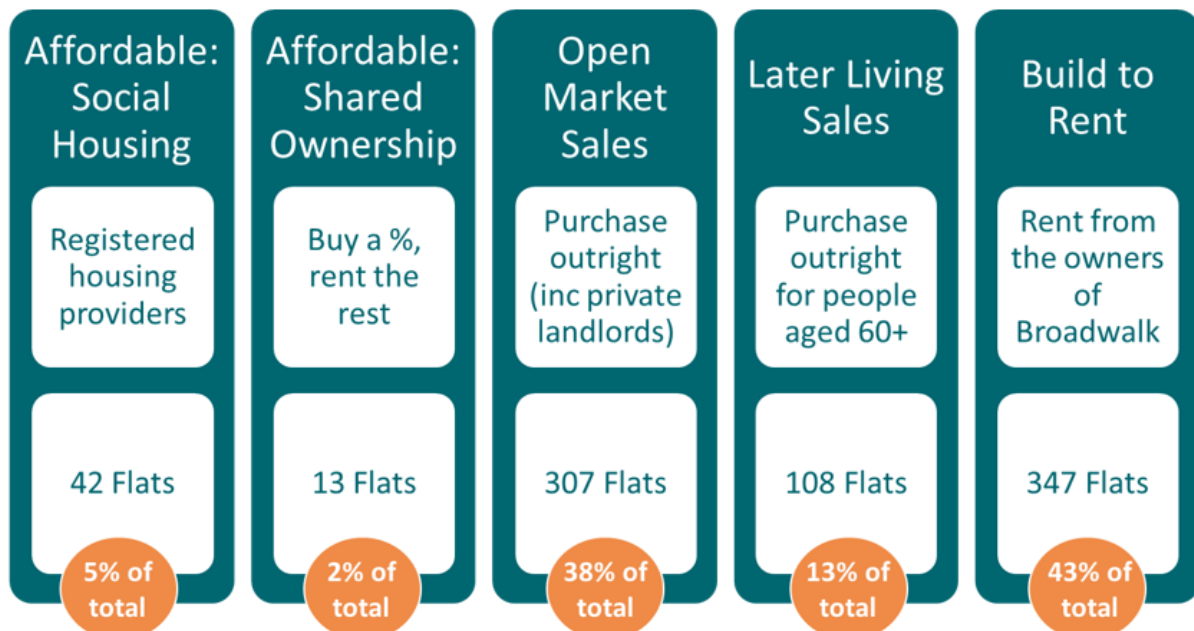 Affordable:
Social
Housing
Registered
housing
providers
42 Flats
5% of
total
Affordable:
Shared
Ownership
Buy a %,
rent the
rest
13 Flats
2% of
total
Open
Market
Sales
Purchase
outright
(inc private
landlords)
307 Flats
38% of
total
Later Living
Sales
Purchase
outright
for people
aged 60+
108 Flats
13% of
total
Build to
Rent
Rent from
the owners
of
Broadwalk
347 Flats
43% of
total